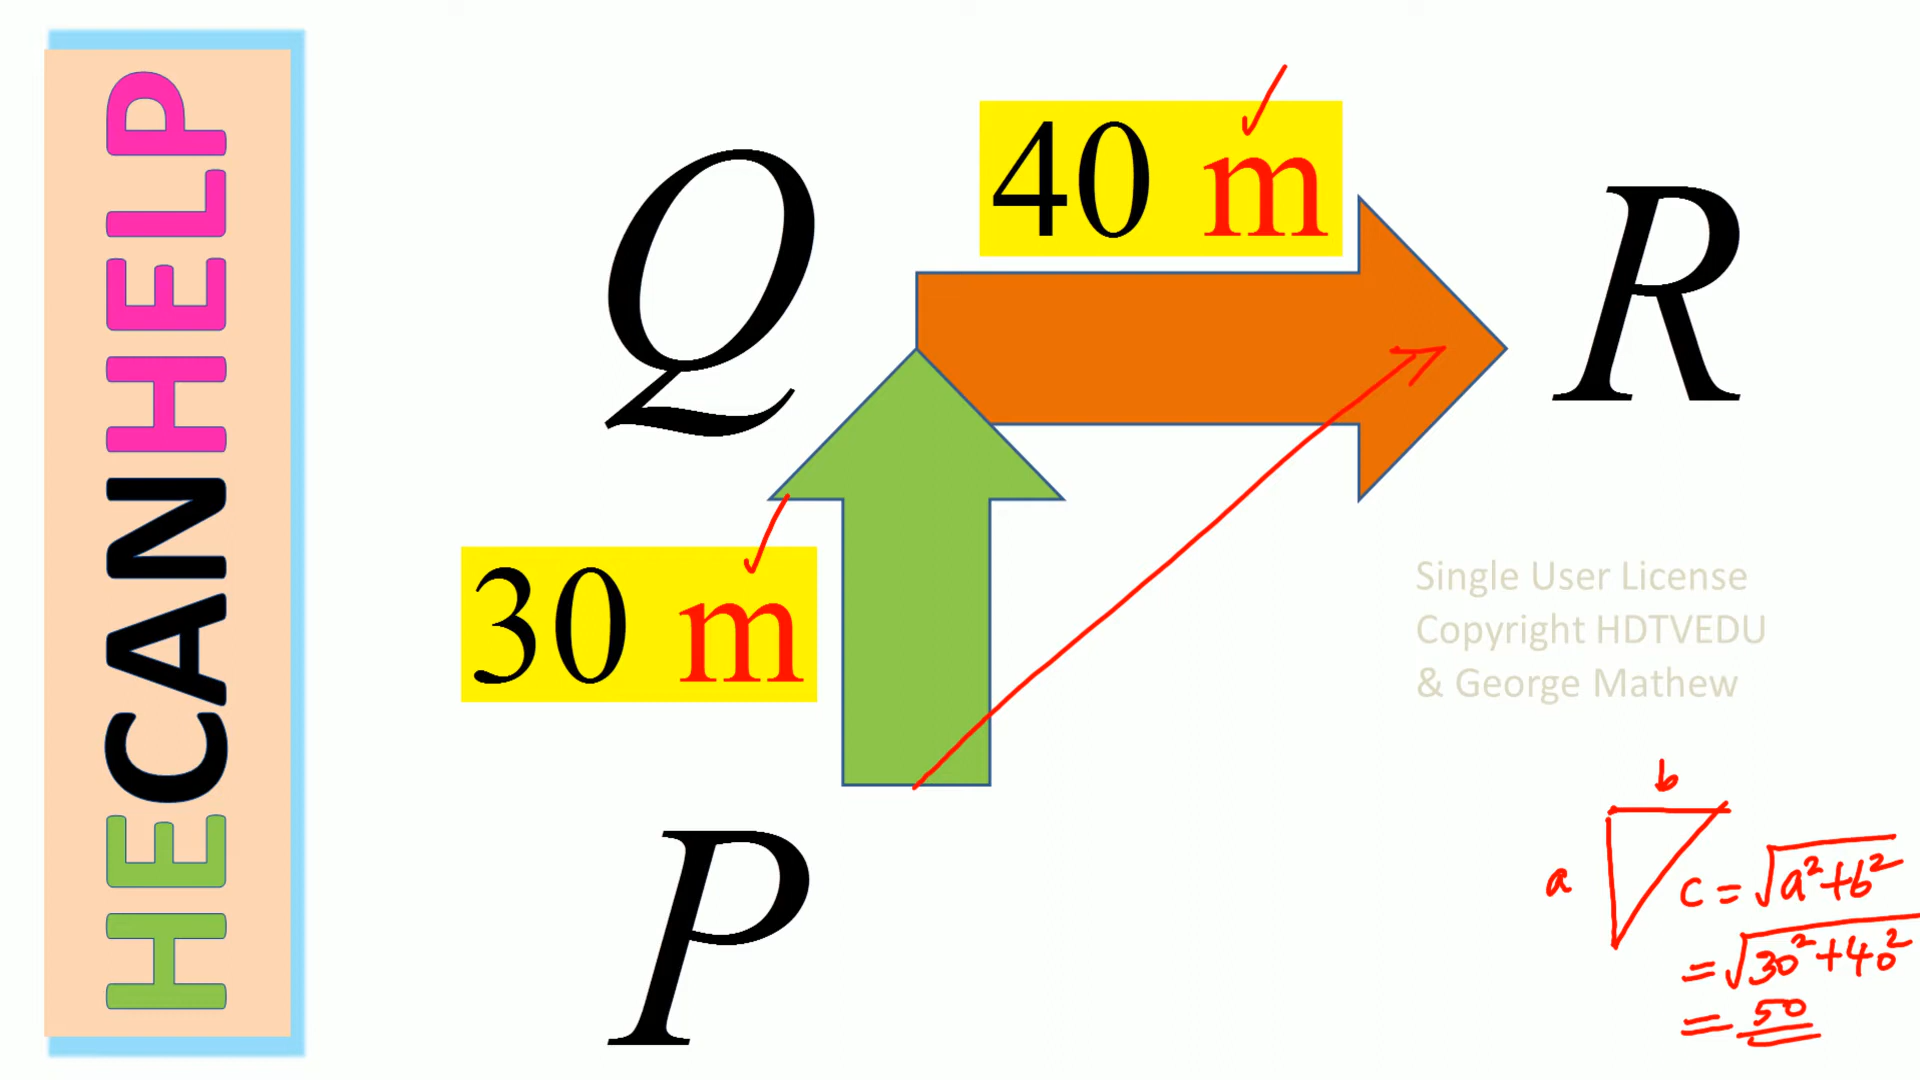 HECANHELP
40 m
Q
R
30 m
Single User License
Copyright HDTVEDU
& George Mathew
P
b
a
c = √a²+b²
= √30²+40²
= 50